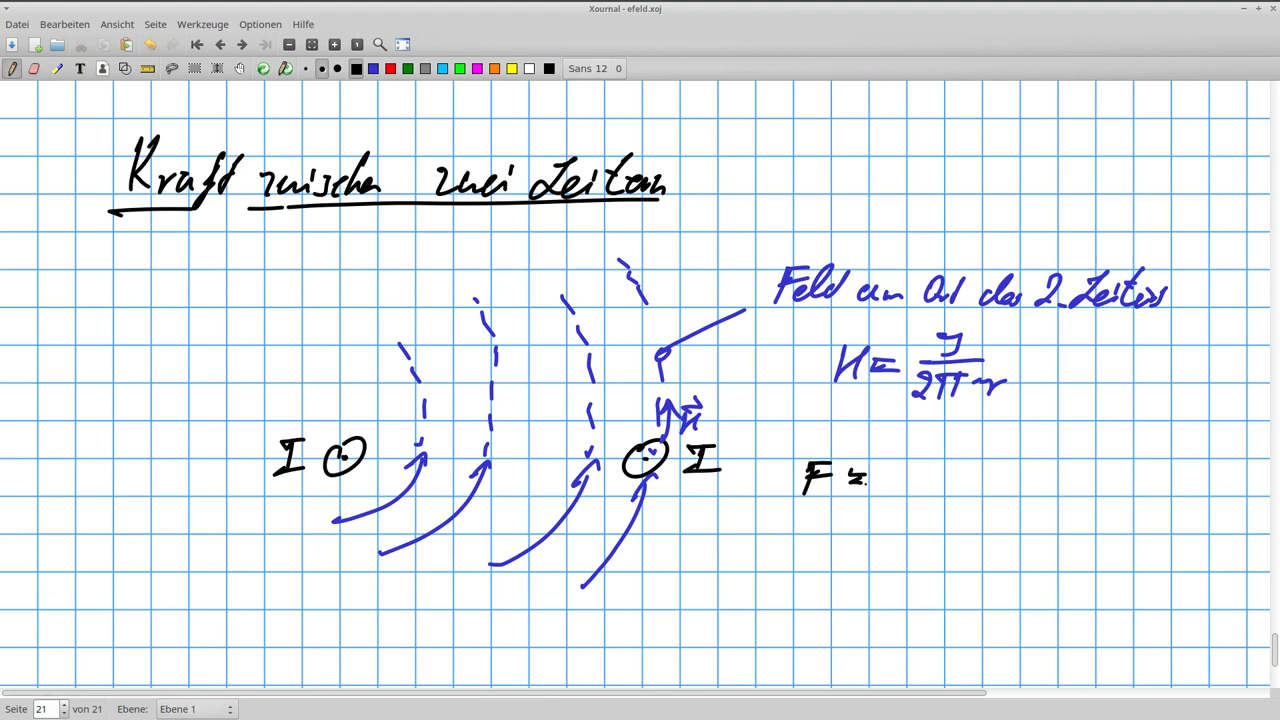 Xournal - efeld.xoj
Datei Bearbeiten Ansicht Seite Werkzeuge Optionen Hilfe
Sans 12 0
Kraft zwischen zwei Leitern
Feld am Ort des 2. Leiters
H = I / 2π r
H⃗
I I
F =
Seite 21 von 21 Ebene: Ebene 1